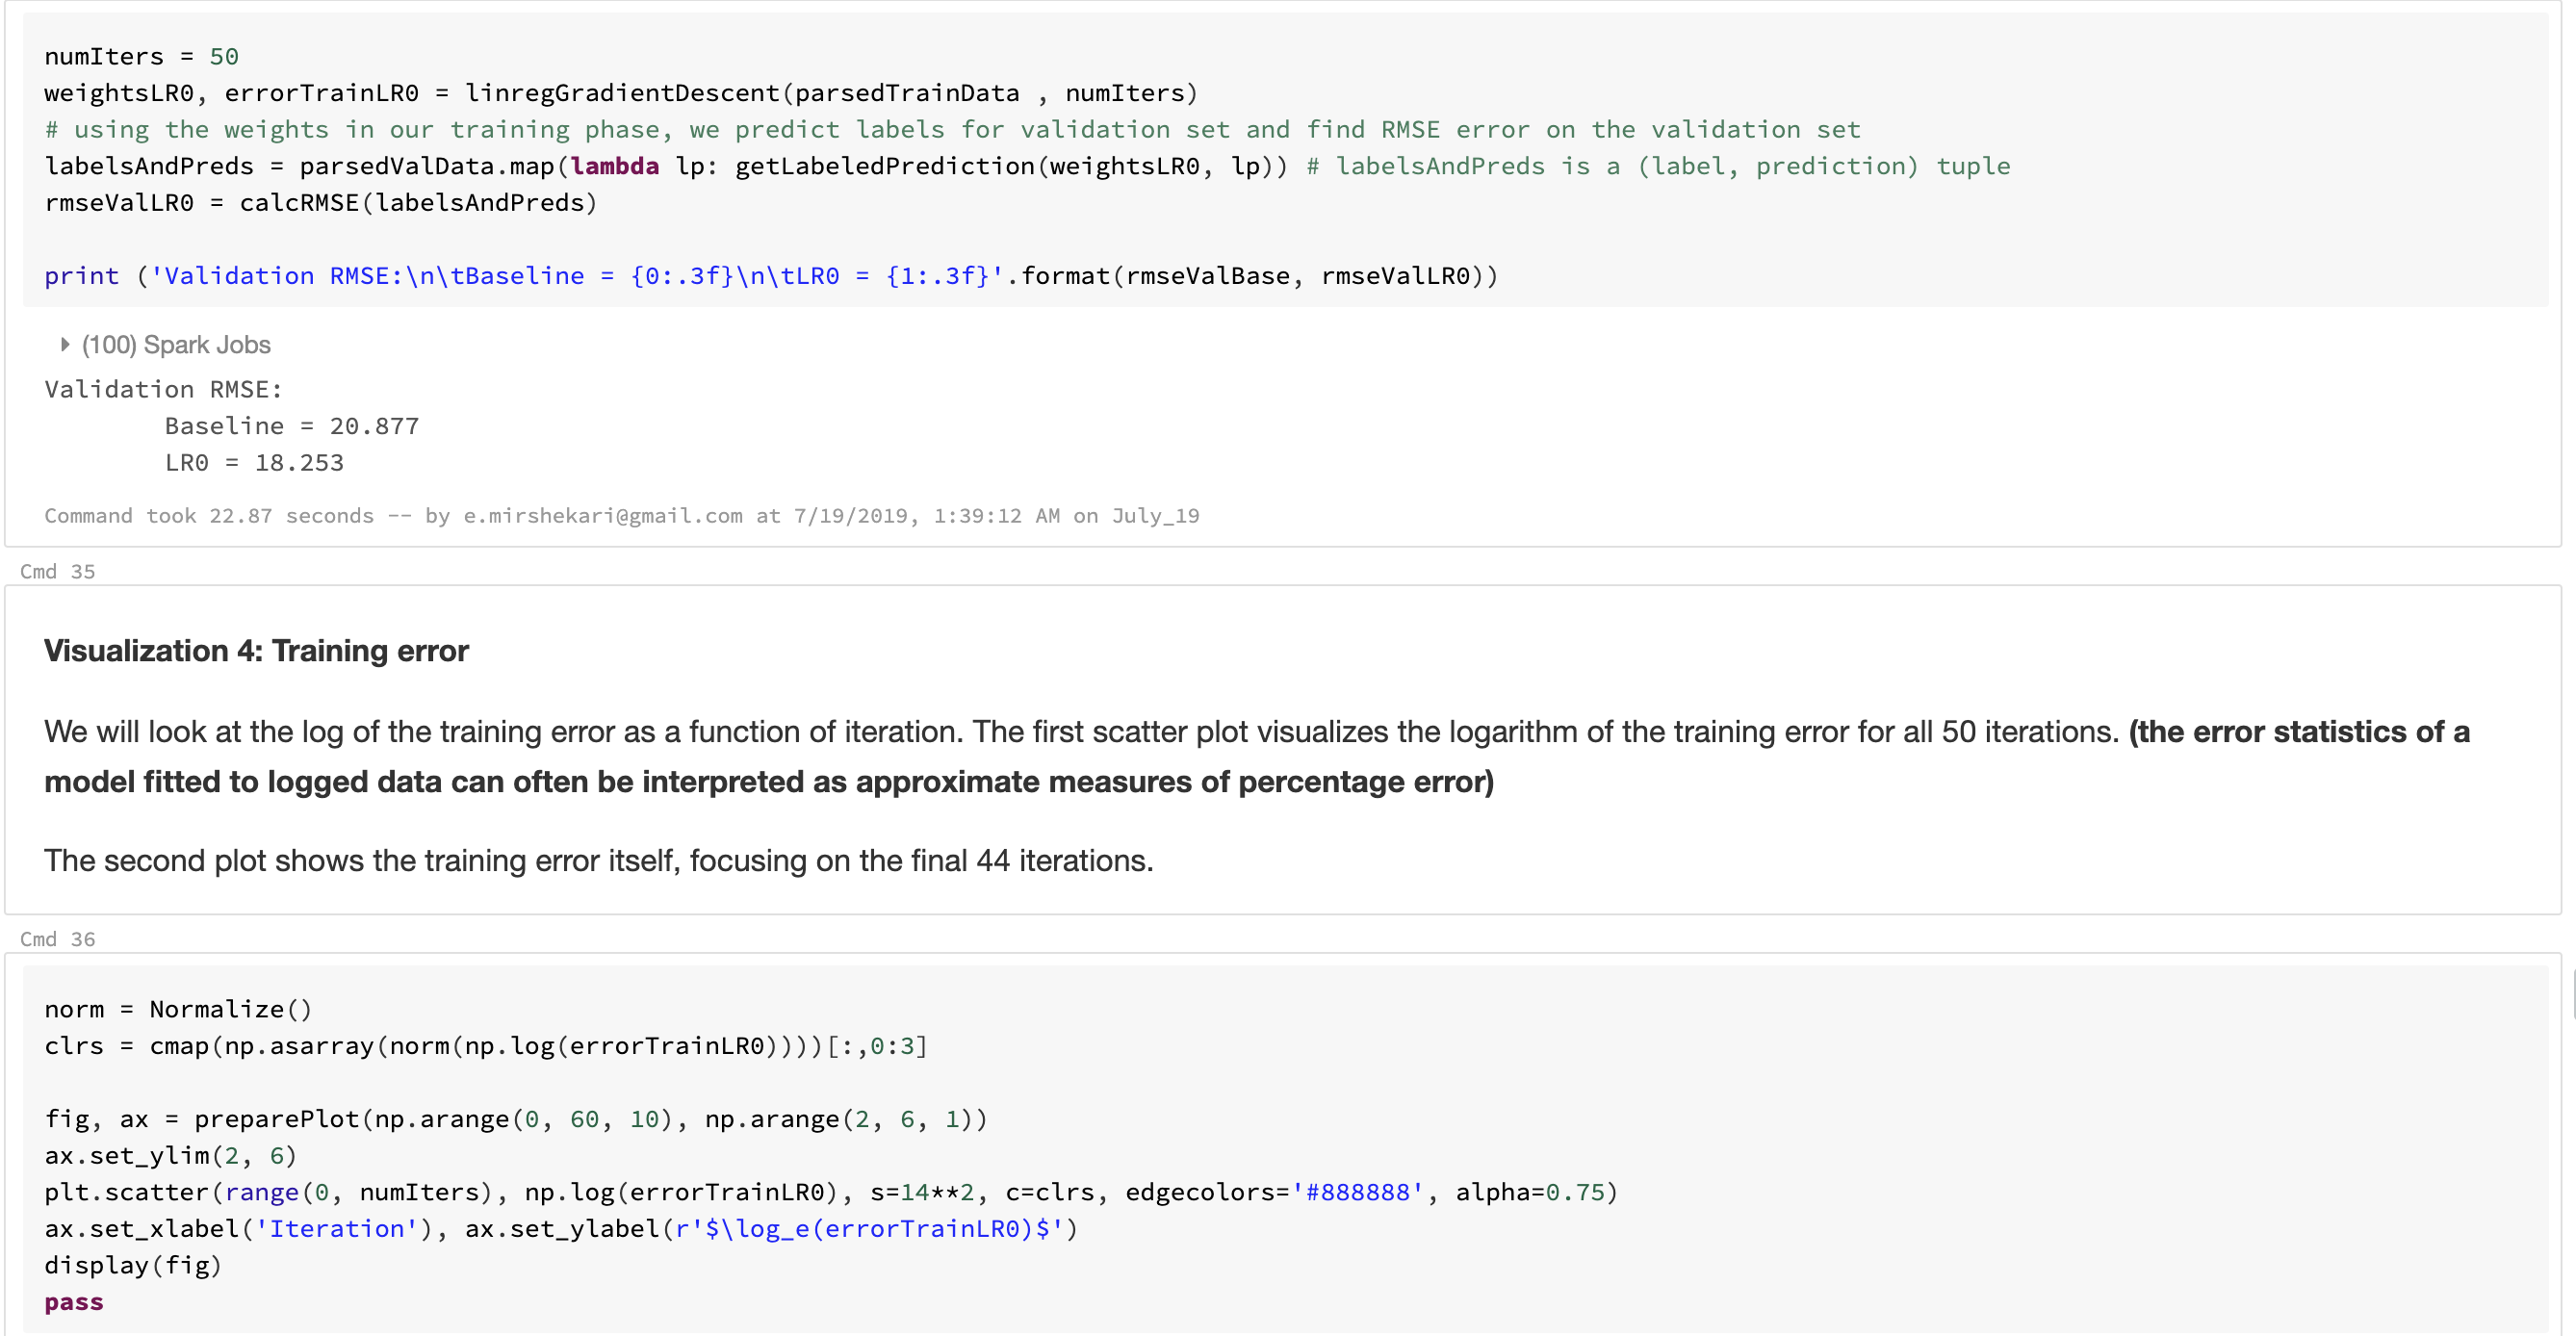 numIters = 50
weightsLR0, errorTrainLR0 = linregGradientDescent(parsedTrainData , numIters)
# using the weights in our training phase, we predict labels for validation set and find RMSE error on the validation set
labelsAndPreds = parsedValData.map(lambda lp: getLabeledPrediction(weightsLR0, lp)) # labelsAndPreds is a (label, prediction) tuple
rmseValLR0 = calcRMSE(labelsAndPreds)
print ('Validation RMSE:\n\tBaseline = {0:.3f}\n\tLR0 = {1:.3f}'.format(rmseValBase, rmseValLR0))
(100) Spark Jobs
Validation RMSE:
Baseline = 20.877
LR0 = 18.253
Command took 22.87 seconds -- by e.mirshekari@gmail.com at 7/19/2019, 1:39:12 AM on July_19
Cmd 35
Visualization 4: Training error
We will look at the log of the training error as a function of iteration. The first scatter plot visualizes the logarithm of the training error for all 50 iterations. (the error statistics of a
model fitted to logged data can often be interpreted as approximate measures of percentage error)
The second plot shows the training error itself, focusing on the final 44 iterations.
Cmd 36
norm = Normalize()
clrs = cmap(np.asarray(norm(np.log(errorTrainLR0))))[:,0:3]
fig, ax = preparePlot(np.arange(0, 60, 10), np.arange(2, 6, 1))
ax.set_ylim(2, 6)
plt.scatter(range(0, numIters), np.log(errorTrainLR0), s=14**2, c=clrs, edgecolors='#888888', alpha=0.75)
ax.set_xlabel('Iteration'), ax.set_ylabel(r'$\log_e(errorTrainLR0)$')
display(fig)
pass